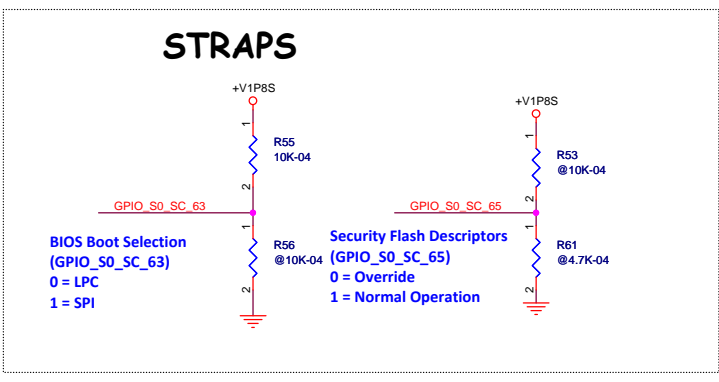 STRAPS
+V1P8S
1
R55
10K-04
2
GPIO_S0_SC_63
1
R56
@10K-04
2
BIOS Boot Selection
(GPIO_S0_SC_63)
0 = LPC
1 = SPI
+V1P8S
1
R53
@10K-04
2
GPIO_S0_SC_65
1
R61
@4.7K-04
2
Security Flash Descriptors
(GPIO_S0_SC_65)
0 = Override
1 = Normal Operation